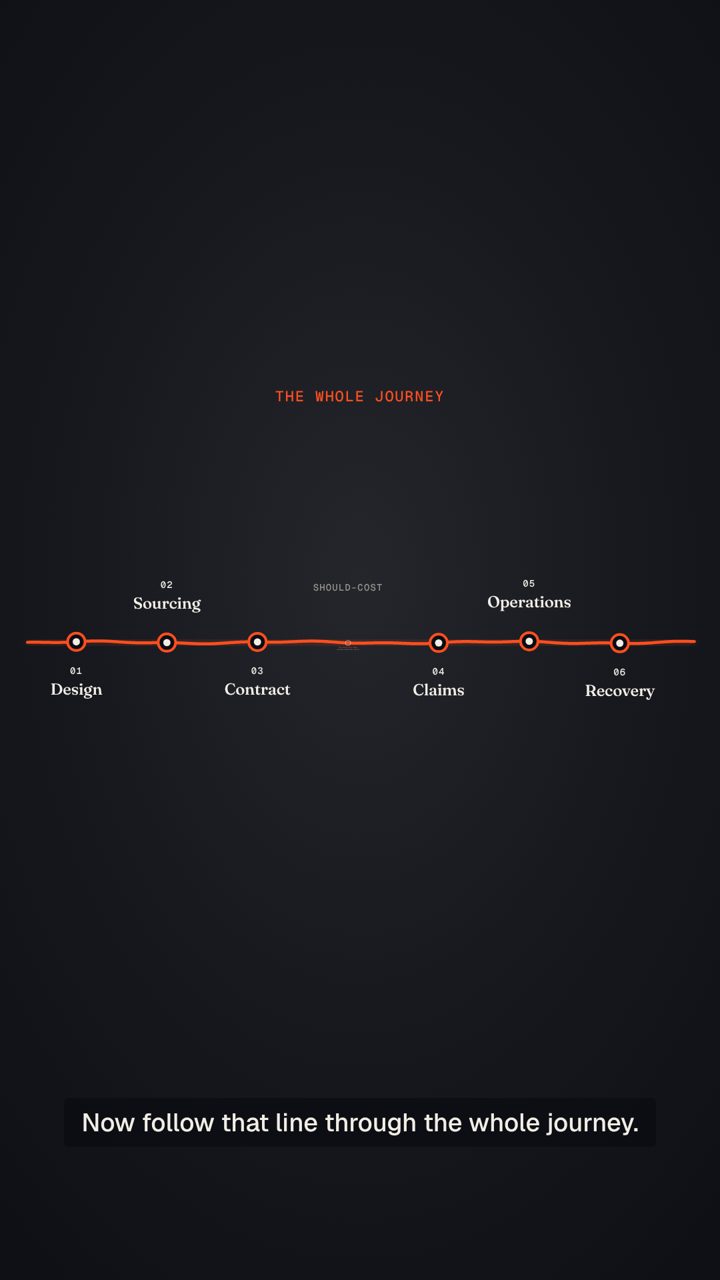 THE WHOLE JOURNEY
01
Design
02
Sourcing
03
Contract
SHOULD-COST
04
Claims
05
Operations
06
Recovery
Now follow that line through the whole journey.